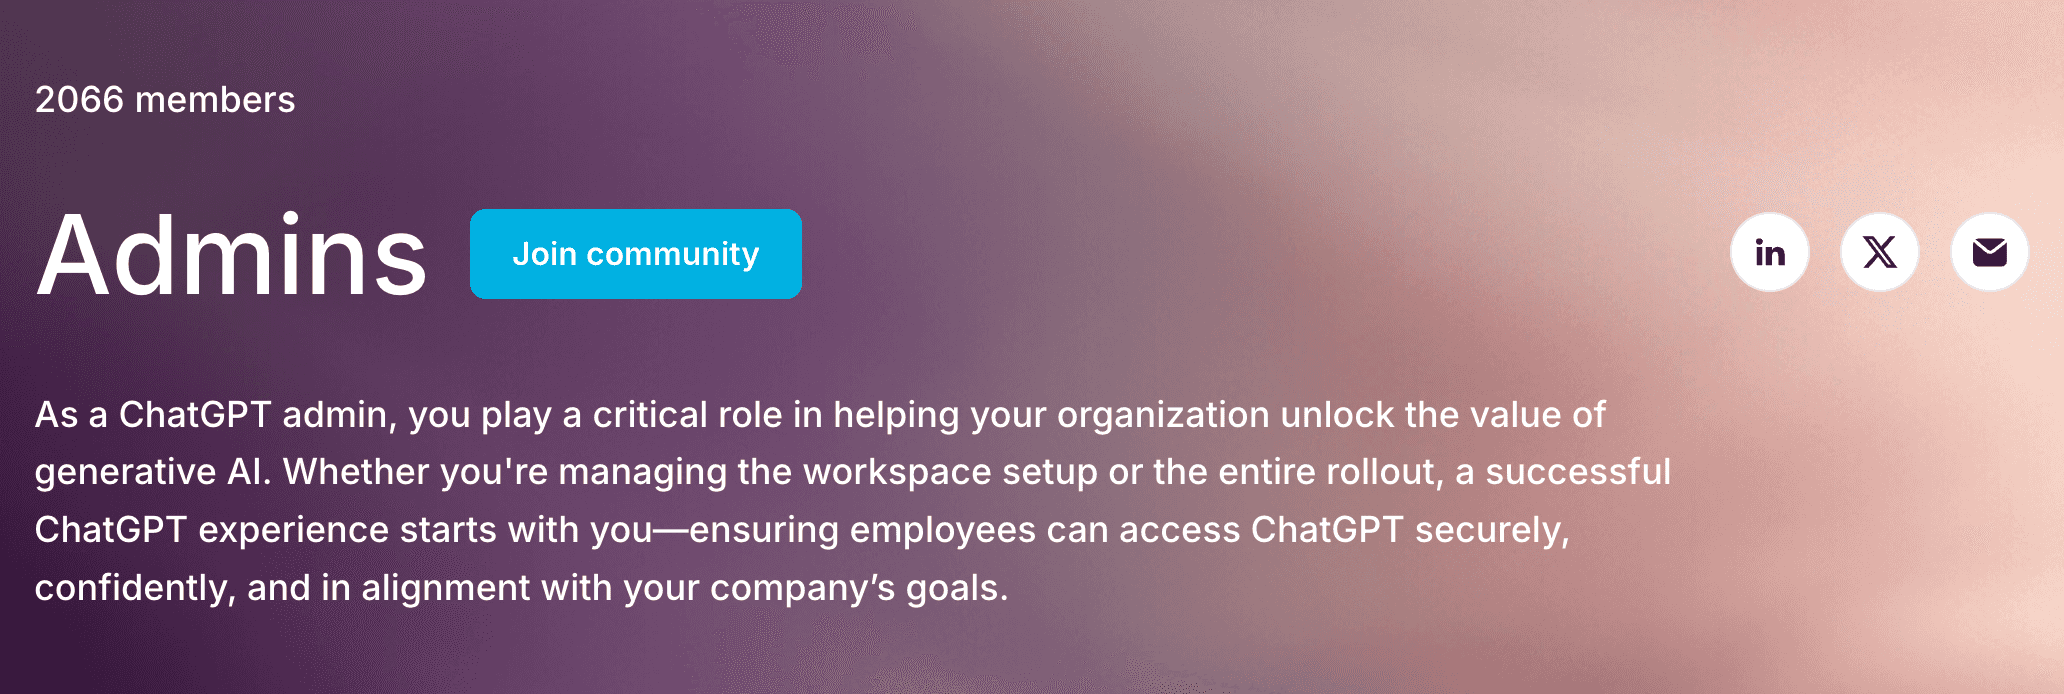 2066 members
Admins
Join community
in
X
As a ChatGPT admin, you play a critical role in helping your organization unlock the value of
generative AI. Whether you're managing the workspace setup or the entire rollout, a successful
ChatGPT experience starts with you—ensuring employees can access ChatGPT securely,
confidently, and in alignment with your company’s goals.